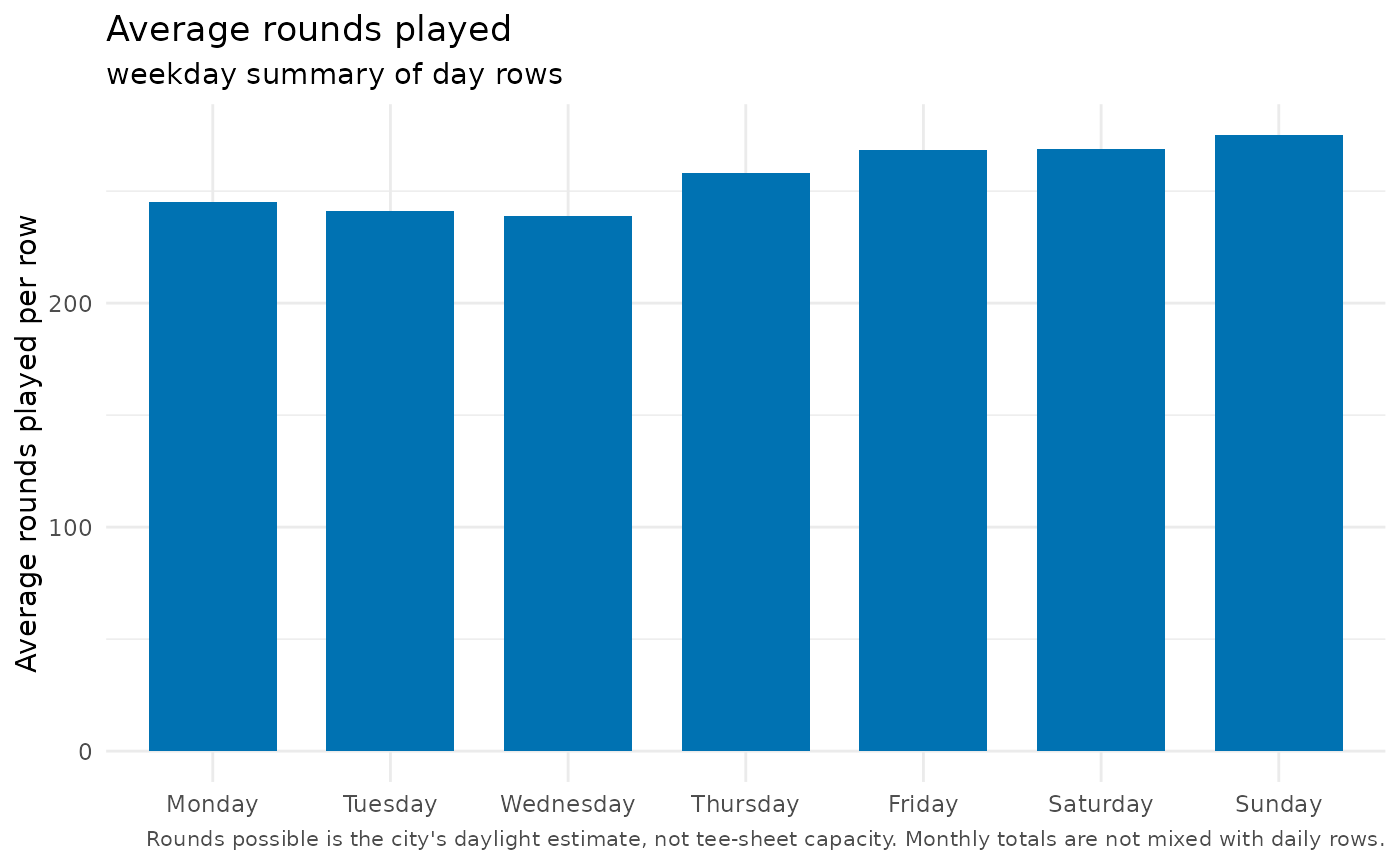 Average rounds played
weekday summary of day rows
Average rounds played per row
200
100
0
Monday Tuesday Wednesday Thursday Friday Saturday Sunday
Rounds possible is the city's daylight estimate, not tee-sheet capacity. Monthly totals are not mixed with daily rows.